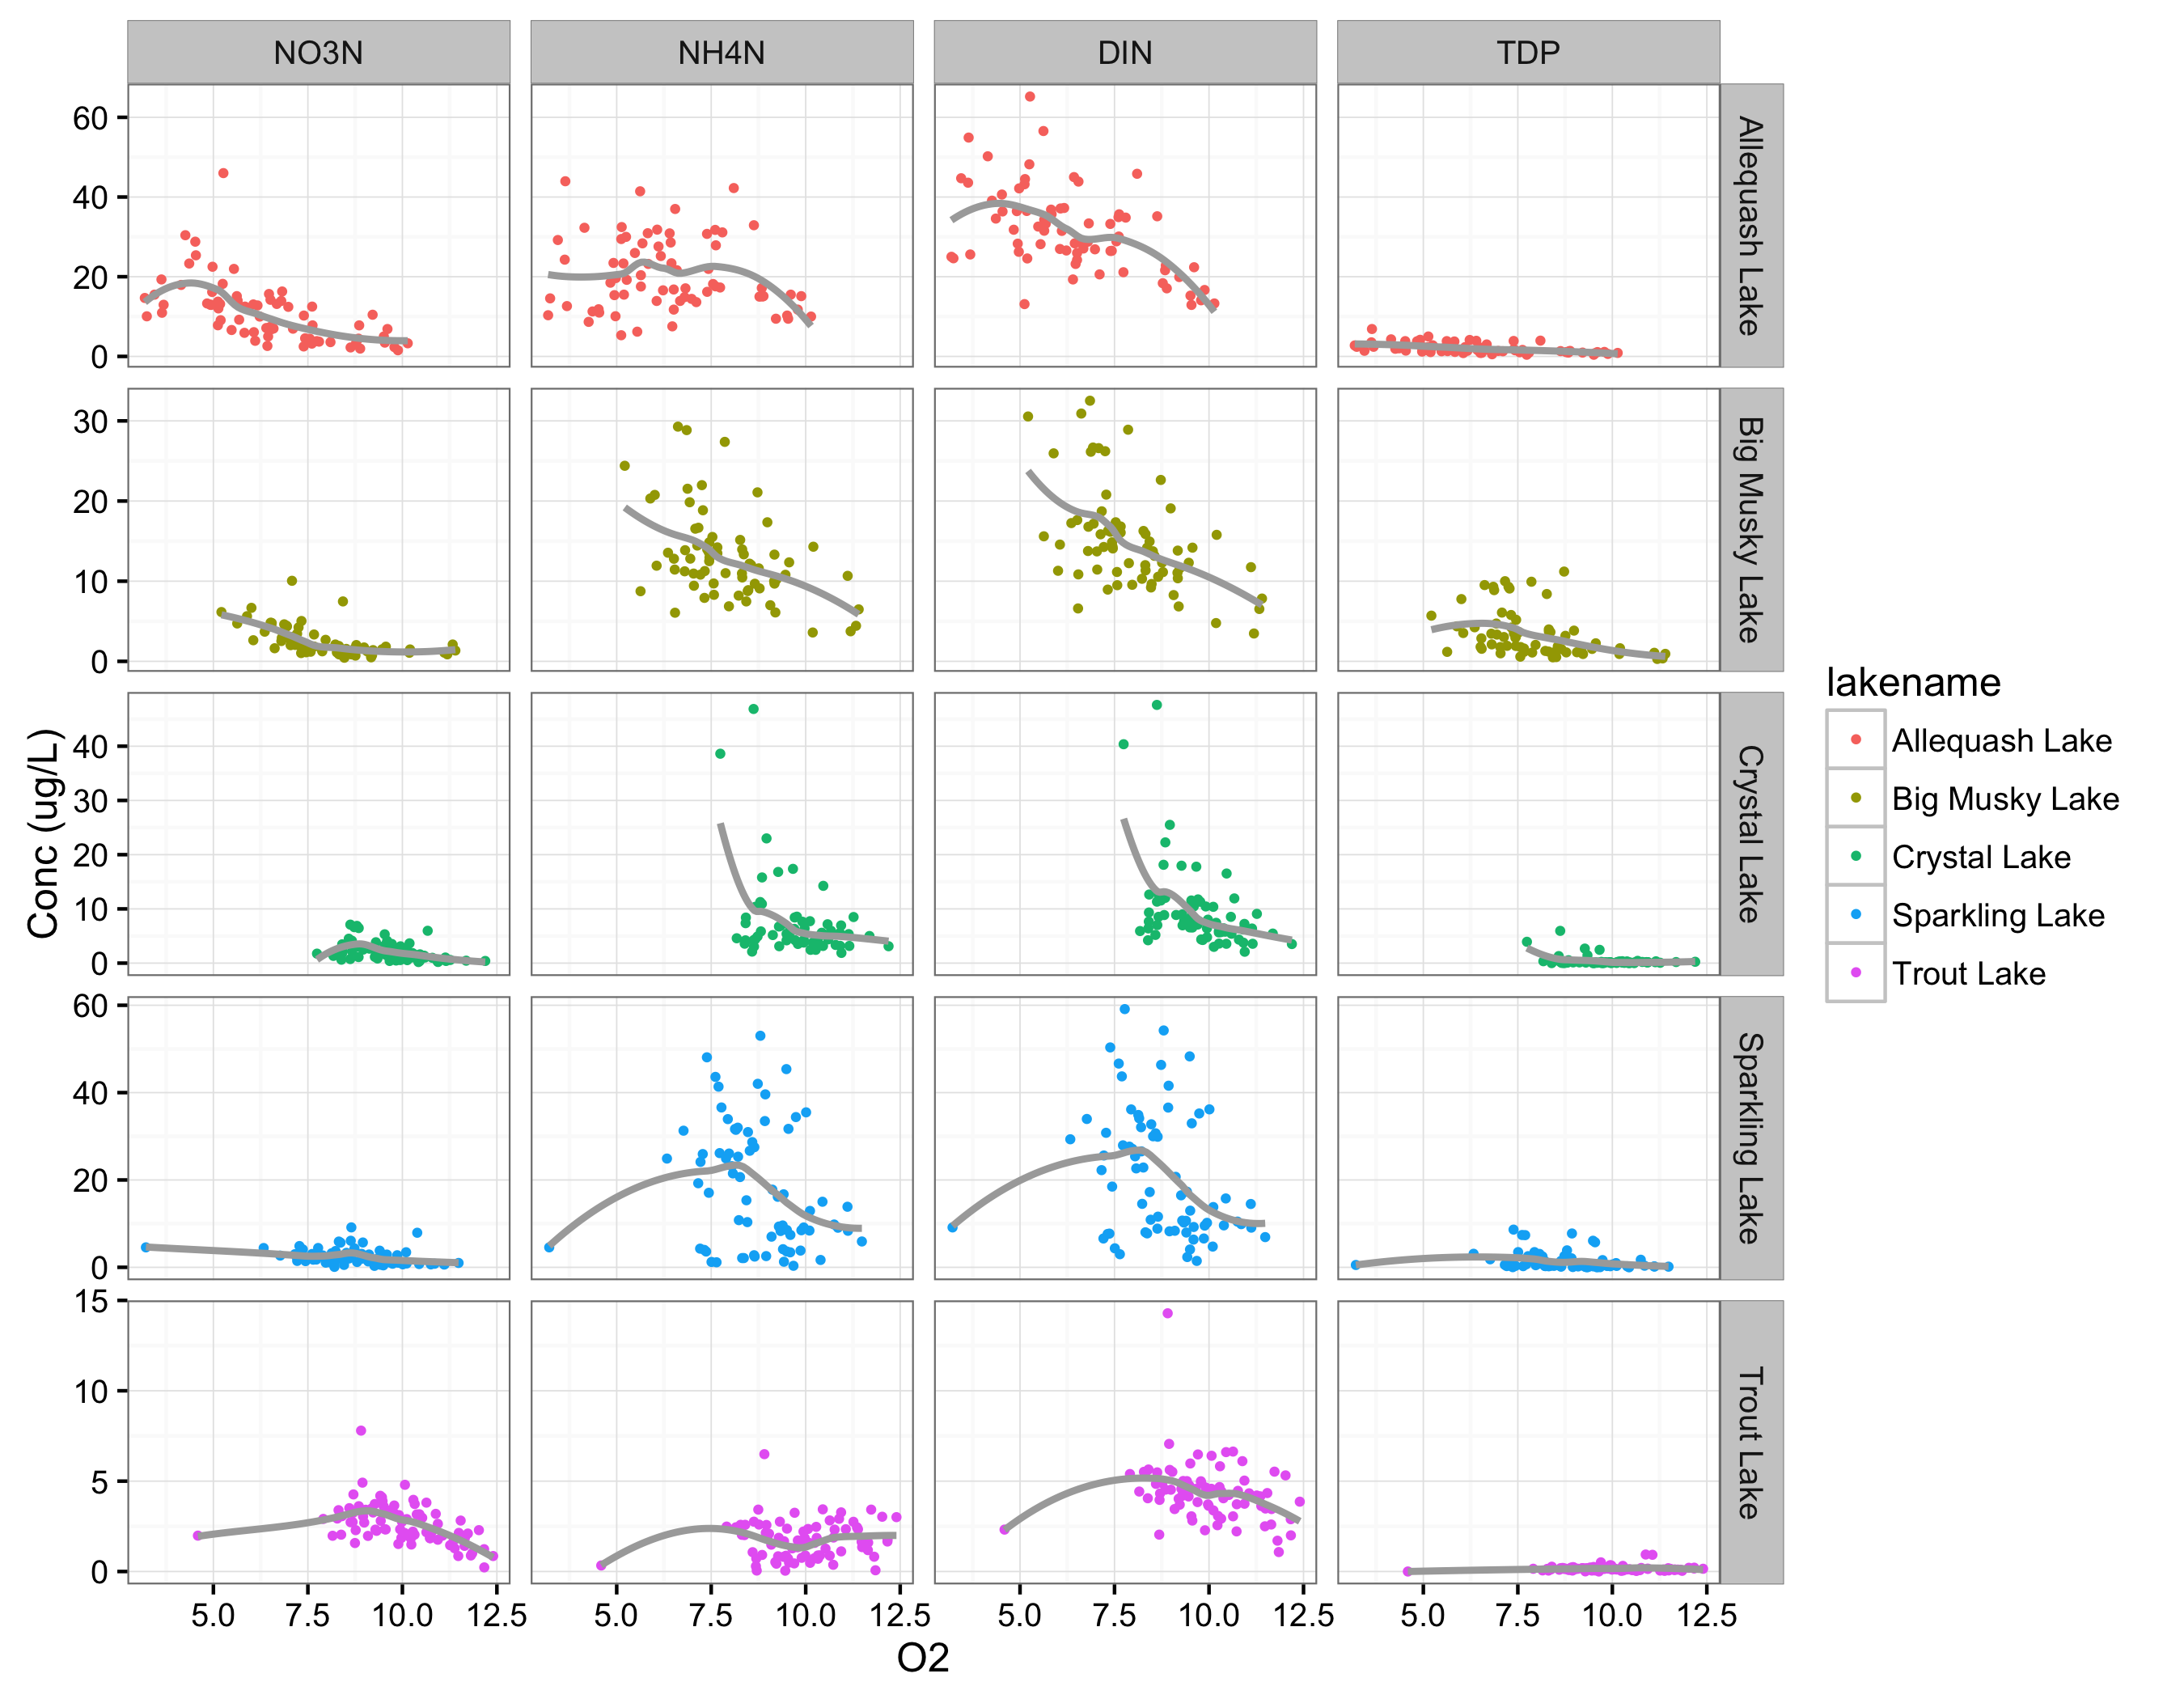 NO3N NH4N DIN TDP
60
40
20
0
Allequash Lake
30
20
10
0
Big Musky Lake
40
30
20
10
0
Crystal Lake
60
40
20
0
Sparkling Lake
15
10
5
0
Trout Lake
5.0 7.5 10.0 12.5 5.0 7.5 10.0 12.5 5.0 7.5 10.0 12.5 5.0 7.5 10.0 12.5
O2
Conc (ug/L)
lakename
Allequash Lake
Big Musky Lake
Crystal Lake
Sparkling Lake
Trout Lake